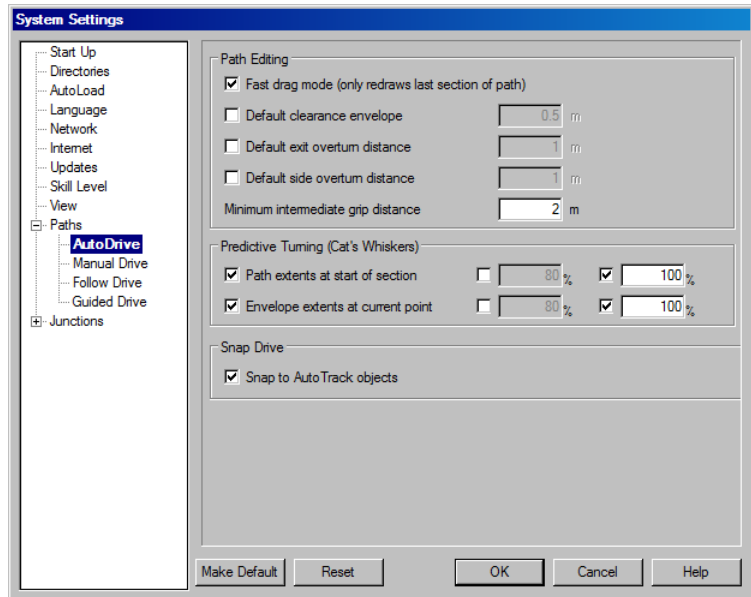 System Settings
Start Up
Directories
AutoLoad
Language
Network
Internet
Updates
Skill Level
View
Paths
AutoDrive
Manual Drive
Follow Drive
Guided Drive
Junctions
Path Editing
Fast drag mode (only redraws last section of path)
Default clearance envelope 0.5 m
Default exit overturn distance 1 m
Default side overturn distance 1 m
Minimum intermediate grip distance 2 m
Predictive Turning (Cat's Whiskers)
Path extents at start of section 80 % 100 %
Envelope extents at current point 80 % 100 %
Snap Drive
Snap to AutoTrack objects
Make Default Reset OK Cancel Help